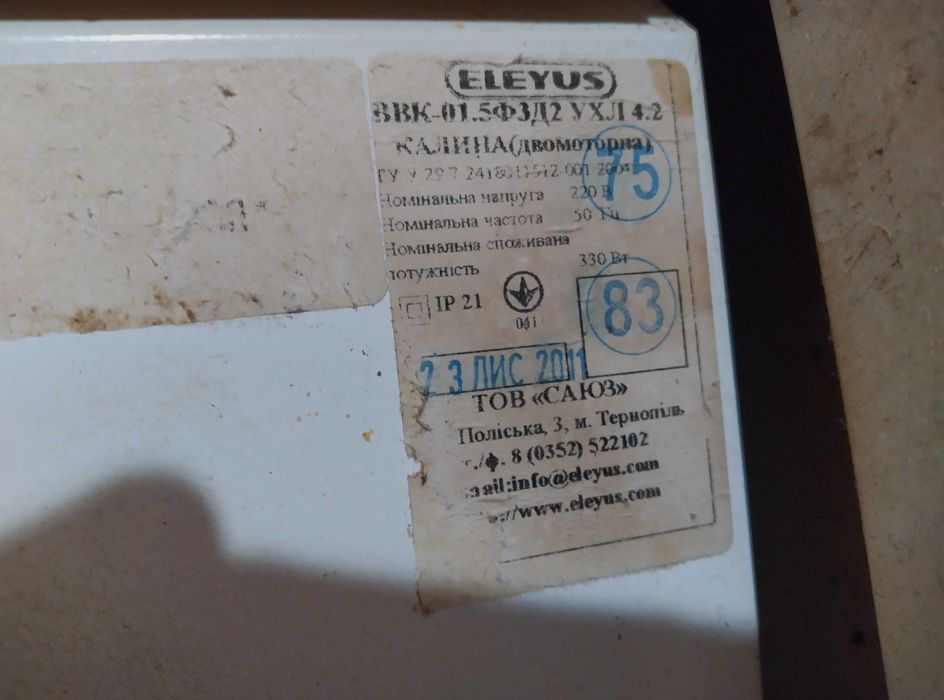 ELEYUS
ВВК-01.5Ф3Д2 УХЛ 4.2
КАЛИНА(двомоторна)
75
Номінальна напруга 220 В
Номінальна частота 50 Гц
Номінальна споживана
потужність 330 Вт
IP 21
041
83
23 ЛИС 2011
ТОВ «САЮЗ»
Поліська, 3, м. Тернопіль
т./ф. 8 (0352) 522102
mail:info@eleyus.com
//www.eleyus.com